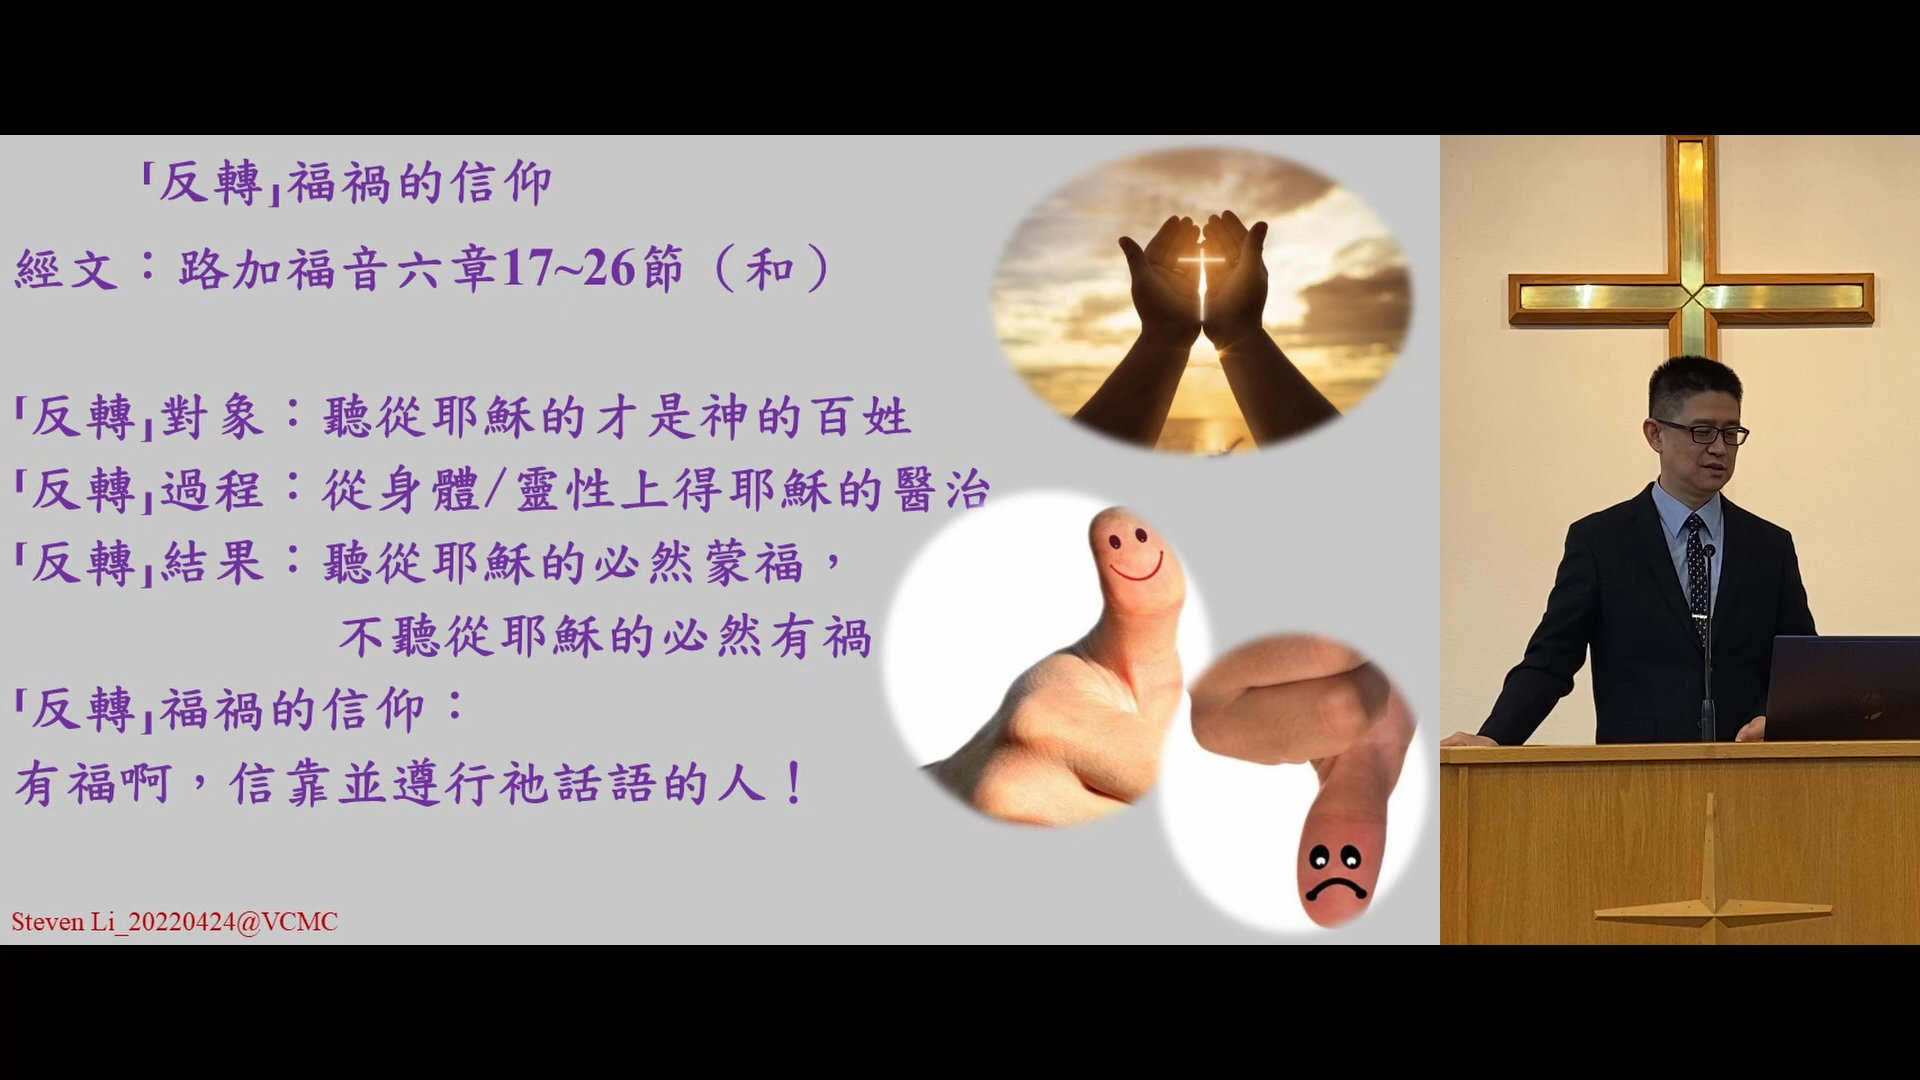 「反轉」福禍的信仰
經文：路加福音六章17~26節（和）
「反轉」對象：聽從耶穌的才是神的百姓
「反轉」過程：從身體/靈性上得耶穌的醫治
「反轉」結果：聽從耶穌的必然蒙福，
不聽從耶穌的必然有禍
「反轉」福禍的信仰：
有福啊，信靠並遵行祂話語的人！
Steven Li_20220424@VCMC